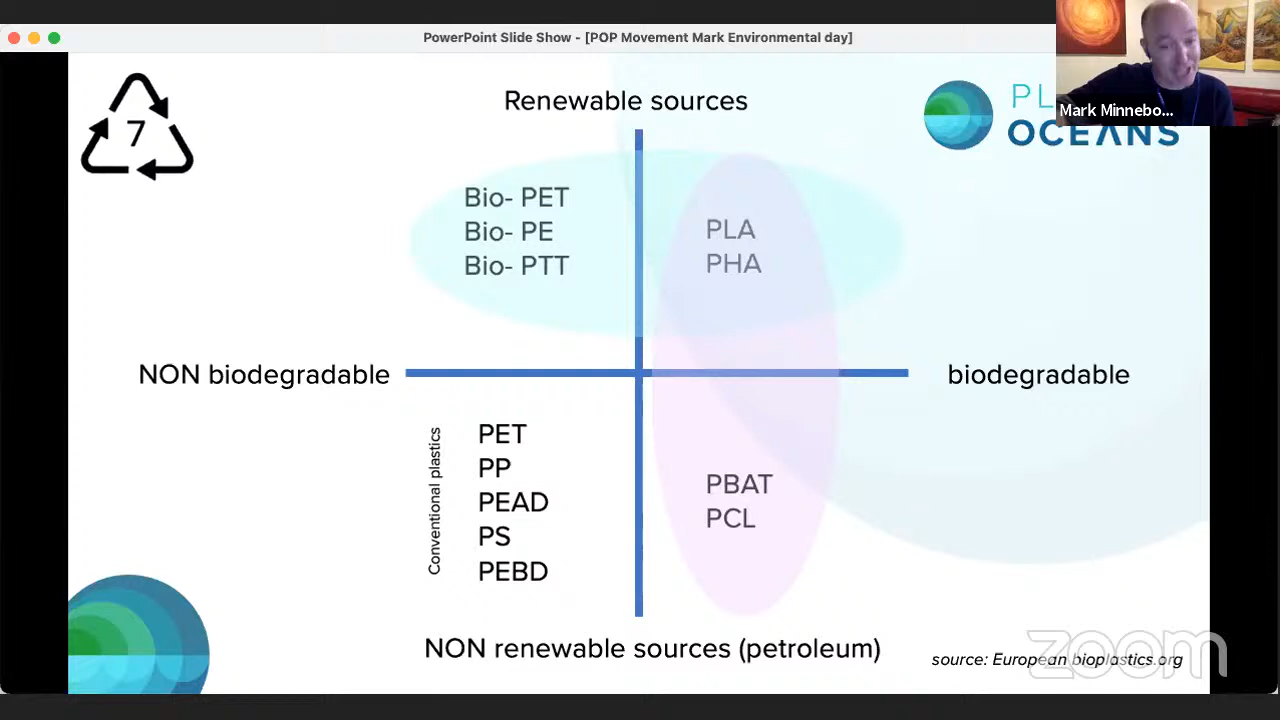 PowerPoint Slide Show - [POP Movement Mark Environmental day]
Mark Minnebo...
7
Renewable sources
PL
OCEANS
Bio- PET
Bio- PE
Bio- PTT
PLA
PHA
NON biodegradable
biodegradable
Conventional plastics
PET
PP
PEAD
PS
PEBD
PBAT
PCL
NON renewable sources (petroleum)
source: European bioplastics.org
zoom